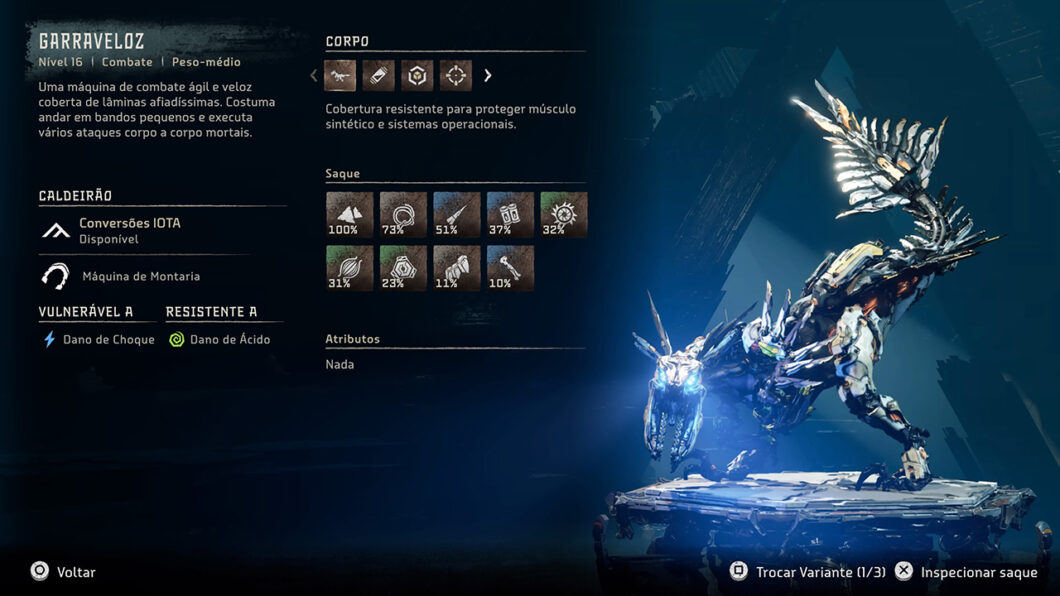 GARRAVELOZ
Nível 16 | Combate | Peso-médio
Uma máquina de combate ágil e veloz
coberta de lâminas afiadíssimas. Costuma
andar em bandos pequenos e executa
vários ataques corpo a corpo mortais.
CALDEIRÃO
Conversões IOTA
Disponível
Máquina de Montaria
VULNERÁVEL A
RESISTENTE A
Dano de Choque
Dano de Ácido
CORPO
Cobertura resistente para proteger músculo
sintético e sistemas operacionais.
Saque
100% 73% 51% 37% 32%
31% 23% 11% 10%
Atributos
Nada
Voltar
Trocar Variante (1/3)
Inspecionar saque